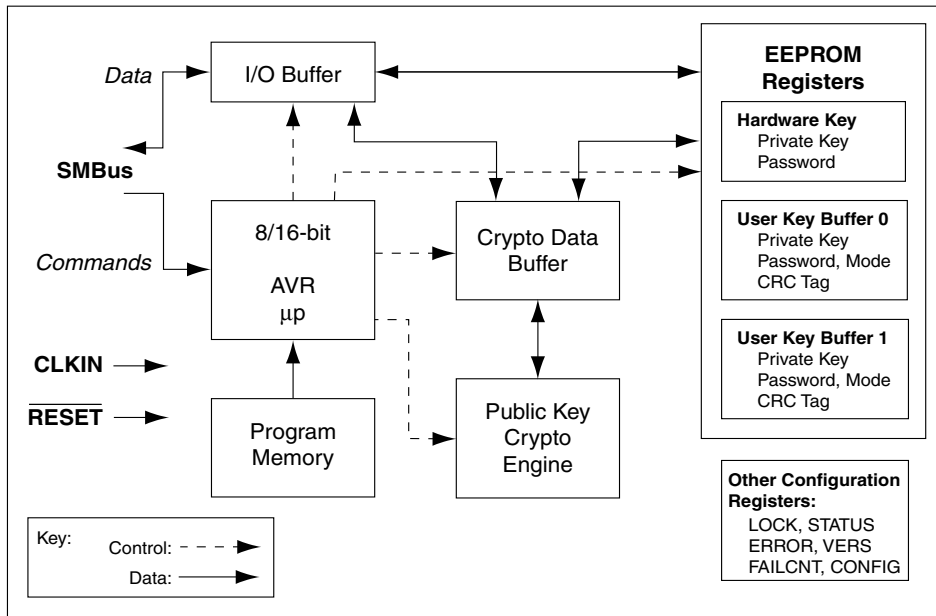 Data
I/O Buffer
SMBus
Commands
8/16-bit
AVR
μp
CLKIN
RESET
Program
Memory
Crypto Data
Buffer
Public Key
Crypto
Engine
EEPROM
Registers
Hardware Key
Private Key
Password
User Key Buffer 0
Private Key
Password, Mode
CRC Tag
User Key Buffer 1
Private Key
Password, Mode
CRC Tag
Other Configuration
Registers:
LOCK, STATUS
ERROR, VERS
FAILCNT, CONFIG
Key:
Control:
Data: